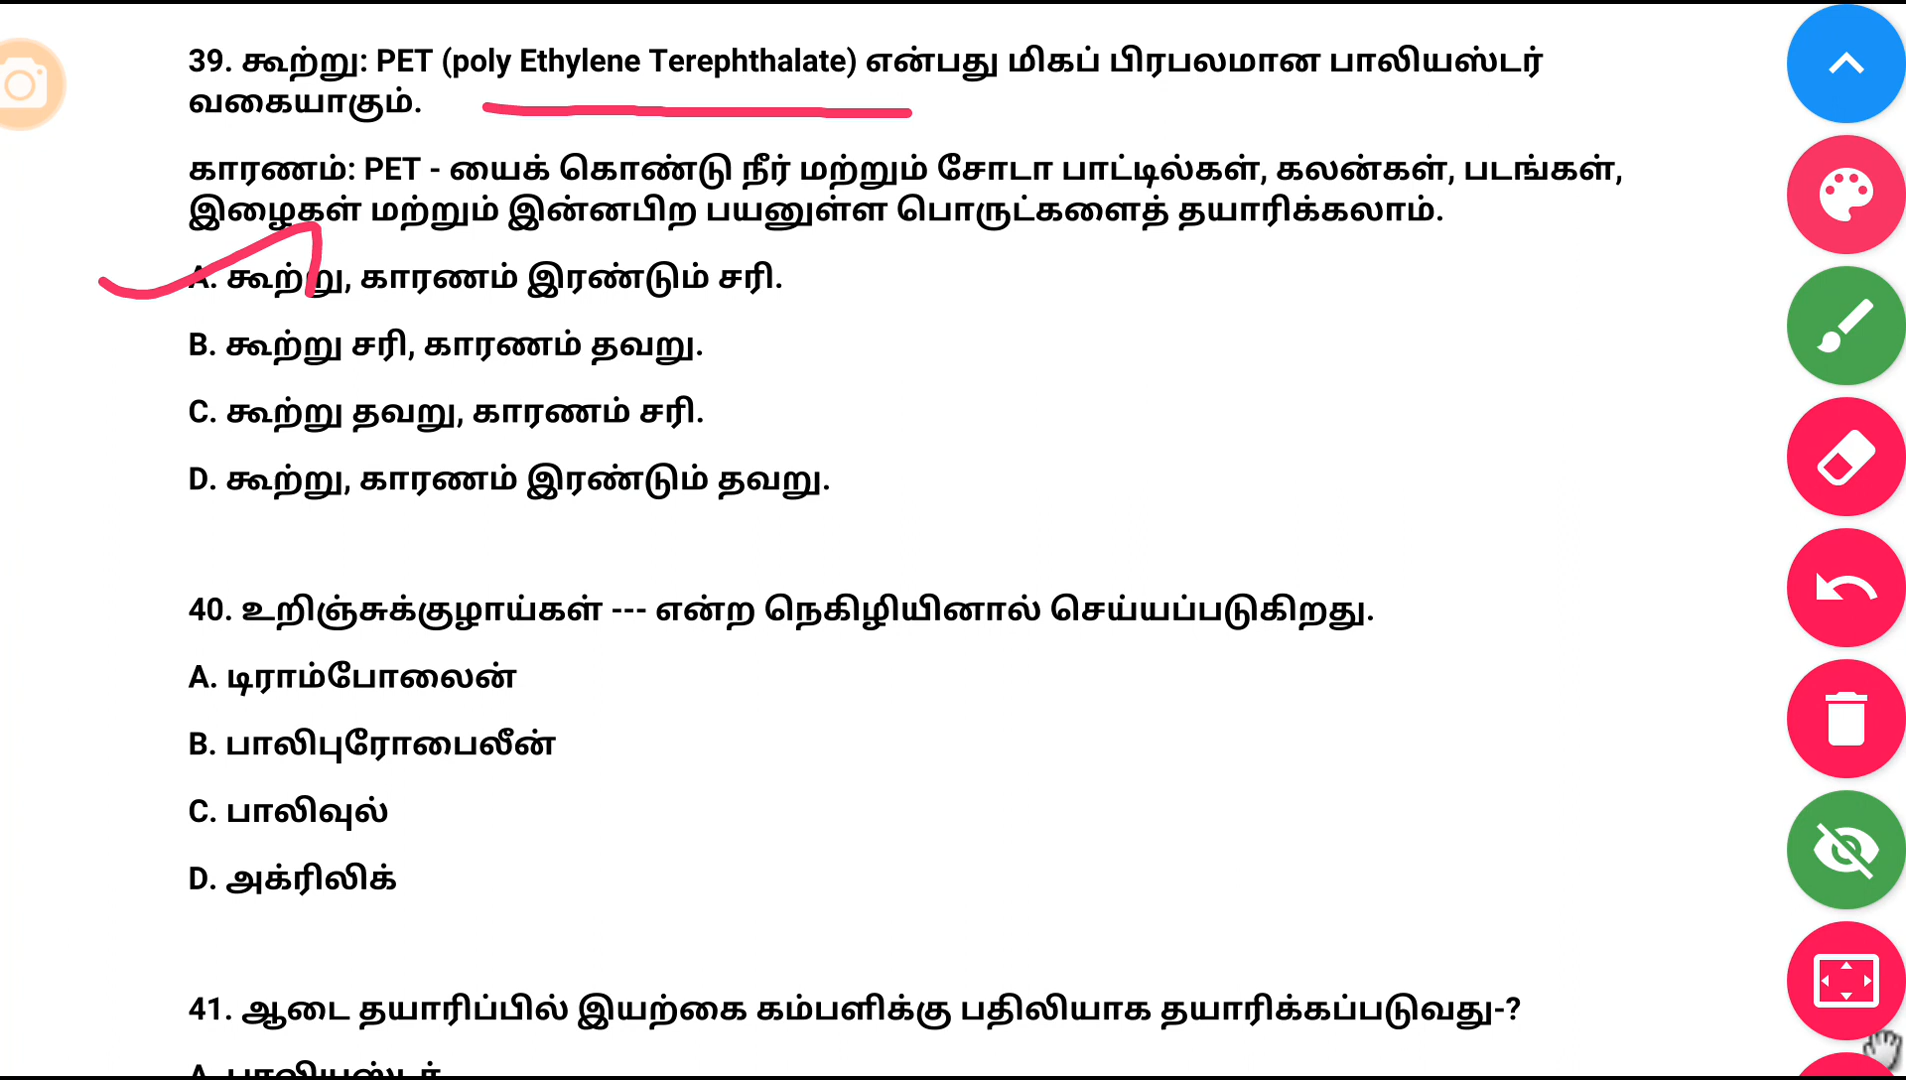 39. கூற்று: PET (poly Ethylene Terephthalate) என்பது மிகப் பிரபலமான பாலியஸ்டர்
வகையாகும்.
காரணம்: PET - யைக் கொண்டு நீர் மற்றும் சோடா பாட்டில்கள், கலன்கள், படங்கள்,
இழைகள் மற்றும் இன்னபிற பயனுள்ள பொருட்களைத் தயாரிக்கலாம்.
A. கூற்று, காரணம் இரண்டும் சரி.
B. கூற்று சரி, காரணம் தவறு.
C. கூற்று தவறு, காரணம் சரி.
D. கூற்று, காரணம் இரண்டும் தவறு.
40. உறிஞ்சுக்குழாய்கள் --- என்ற நெகிழியினால் செய்யப்படுகிறது.
A. டிராம்போலைன்
B. பாலிபுரோபைலீன்
C. பாலிவுல்
D. அக்ரிலிக்
41. ஆடை தயாரிப்பில் இயற்கை கம்பளிக்கு பதிலியாக தயாரிக்கப்படுவது-?
A. பாலியஸ்டர்